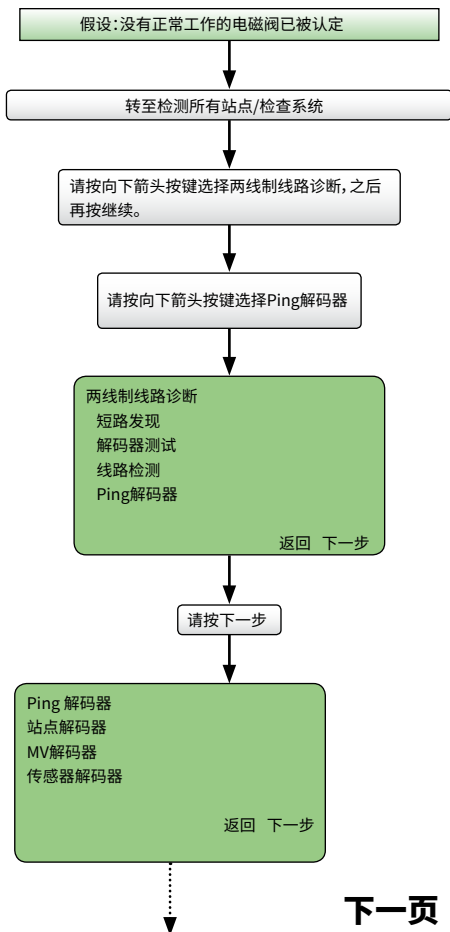 假设:没有正常工作的电磁阀已被认定
转至检测所有站点/检查系统
请按向下箭头按键选择两线制线路诊断,之后
再按继续。
请按向下箭头按键选择Ping解码器
两线制线路诊断
短路发现
解码器测试
线路检测
Ping解码器
返回 下一步
请按下一步
Ping 解码器
站点解码器
MV解码器
传感器解码器
返回 下一步
下一页